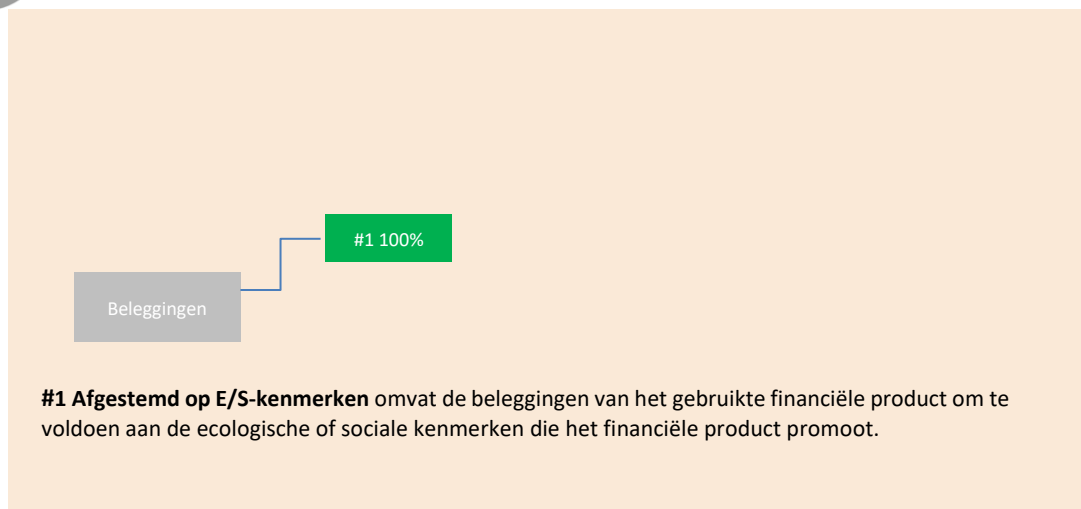 #1 100%
Beleggingen
#1 Afgestemd op E/S-kenmerken omvat de beleggingen van het gebruikte financiële product om te
voldoen aan de ecologische of sociale kenmerken die het financiële product promoot.